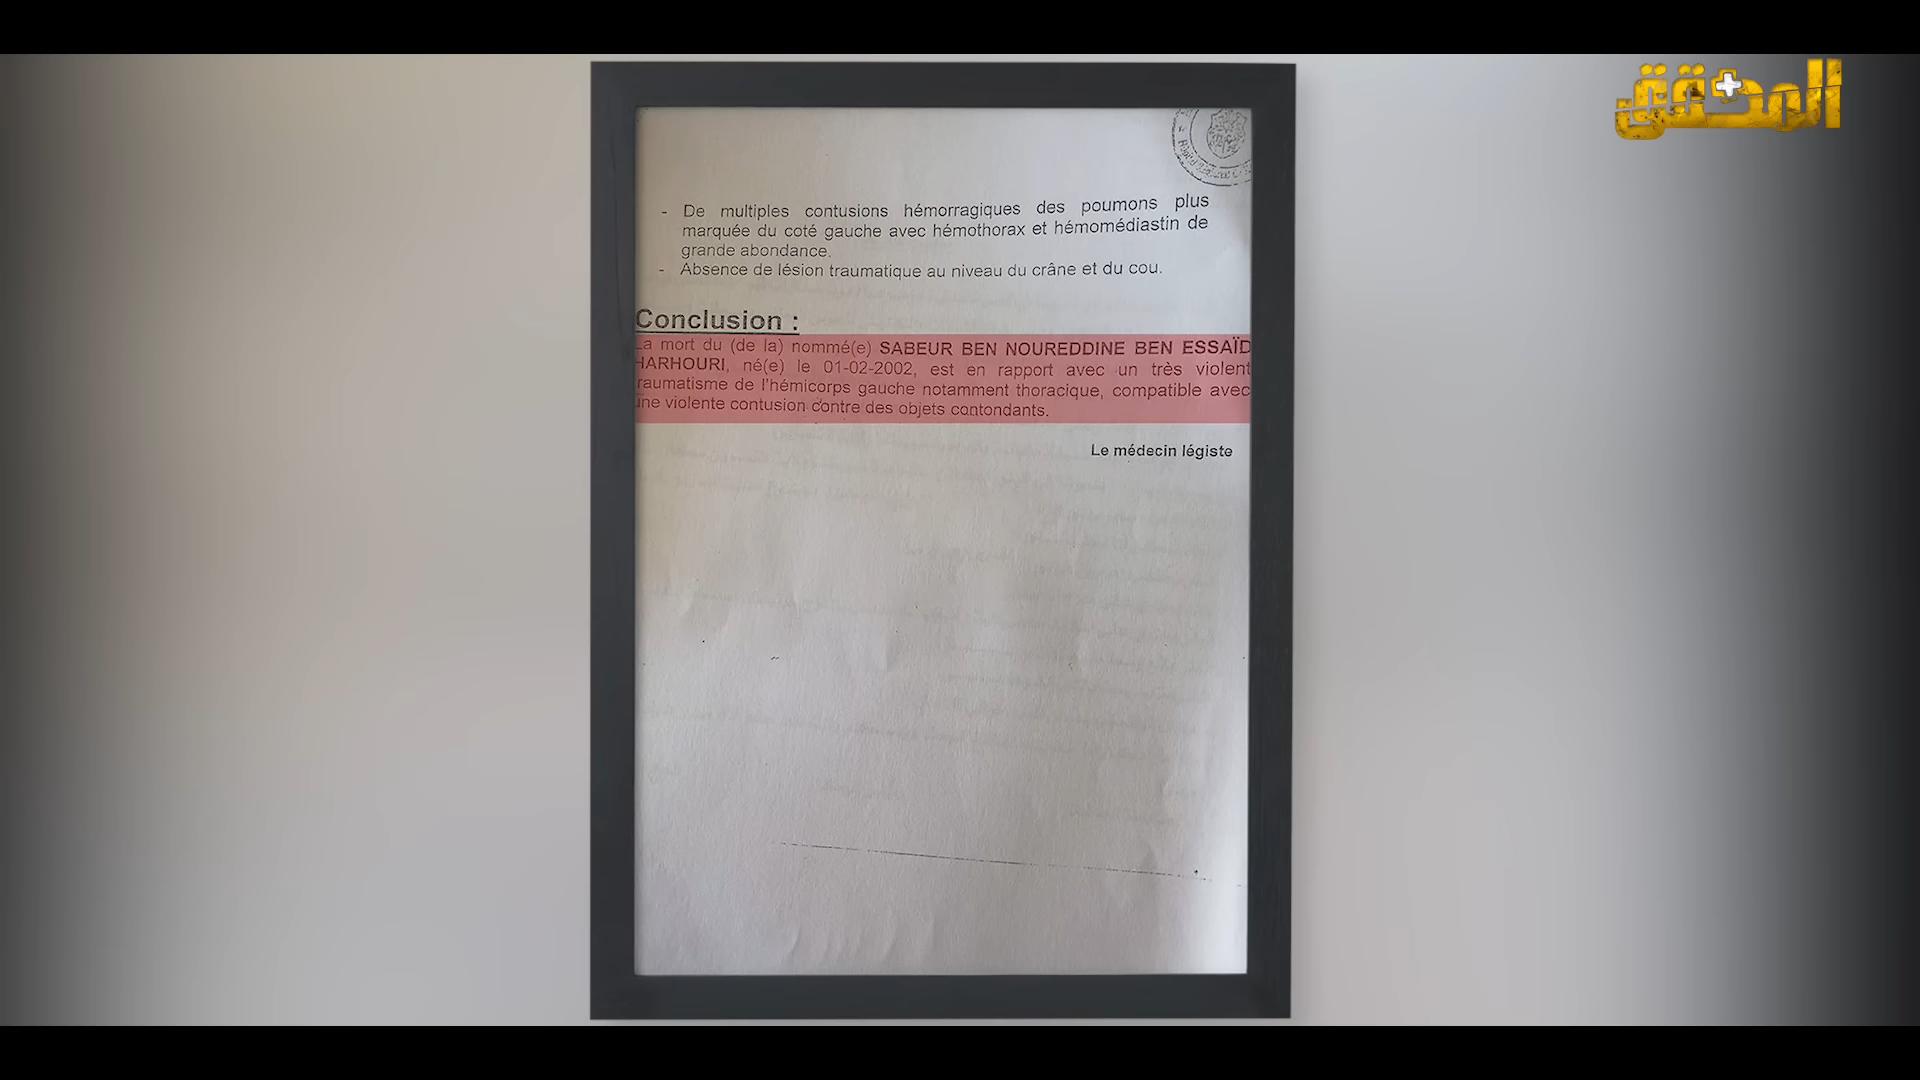 المحقق
- De multiples contusions hémorragiques des poumons plus
marquée du coté gauche avec hémothorax et hémomédiastin de
grande abondance.
- Absence de lésion traumatique au niveau du crâne et du cou.
Conclusion :
La mort du (de la) nommé(e) SABEUR BEN NOUREDDINE BEN ESSAÏD
HARHOURI, né(e) le 01-02-2002, est en rapport avec un très violent
traumatisme de l'hémicorps gauche notamment thoracique, compatible avec
une violente contusion contre des objets contondants.
Le médecin légiste